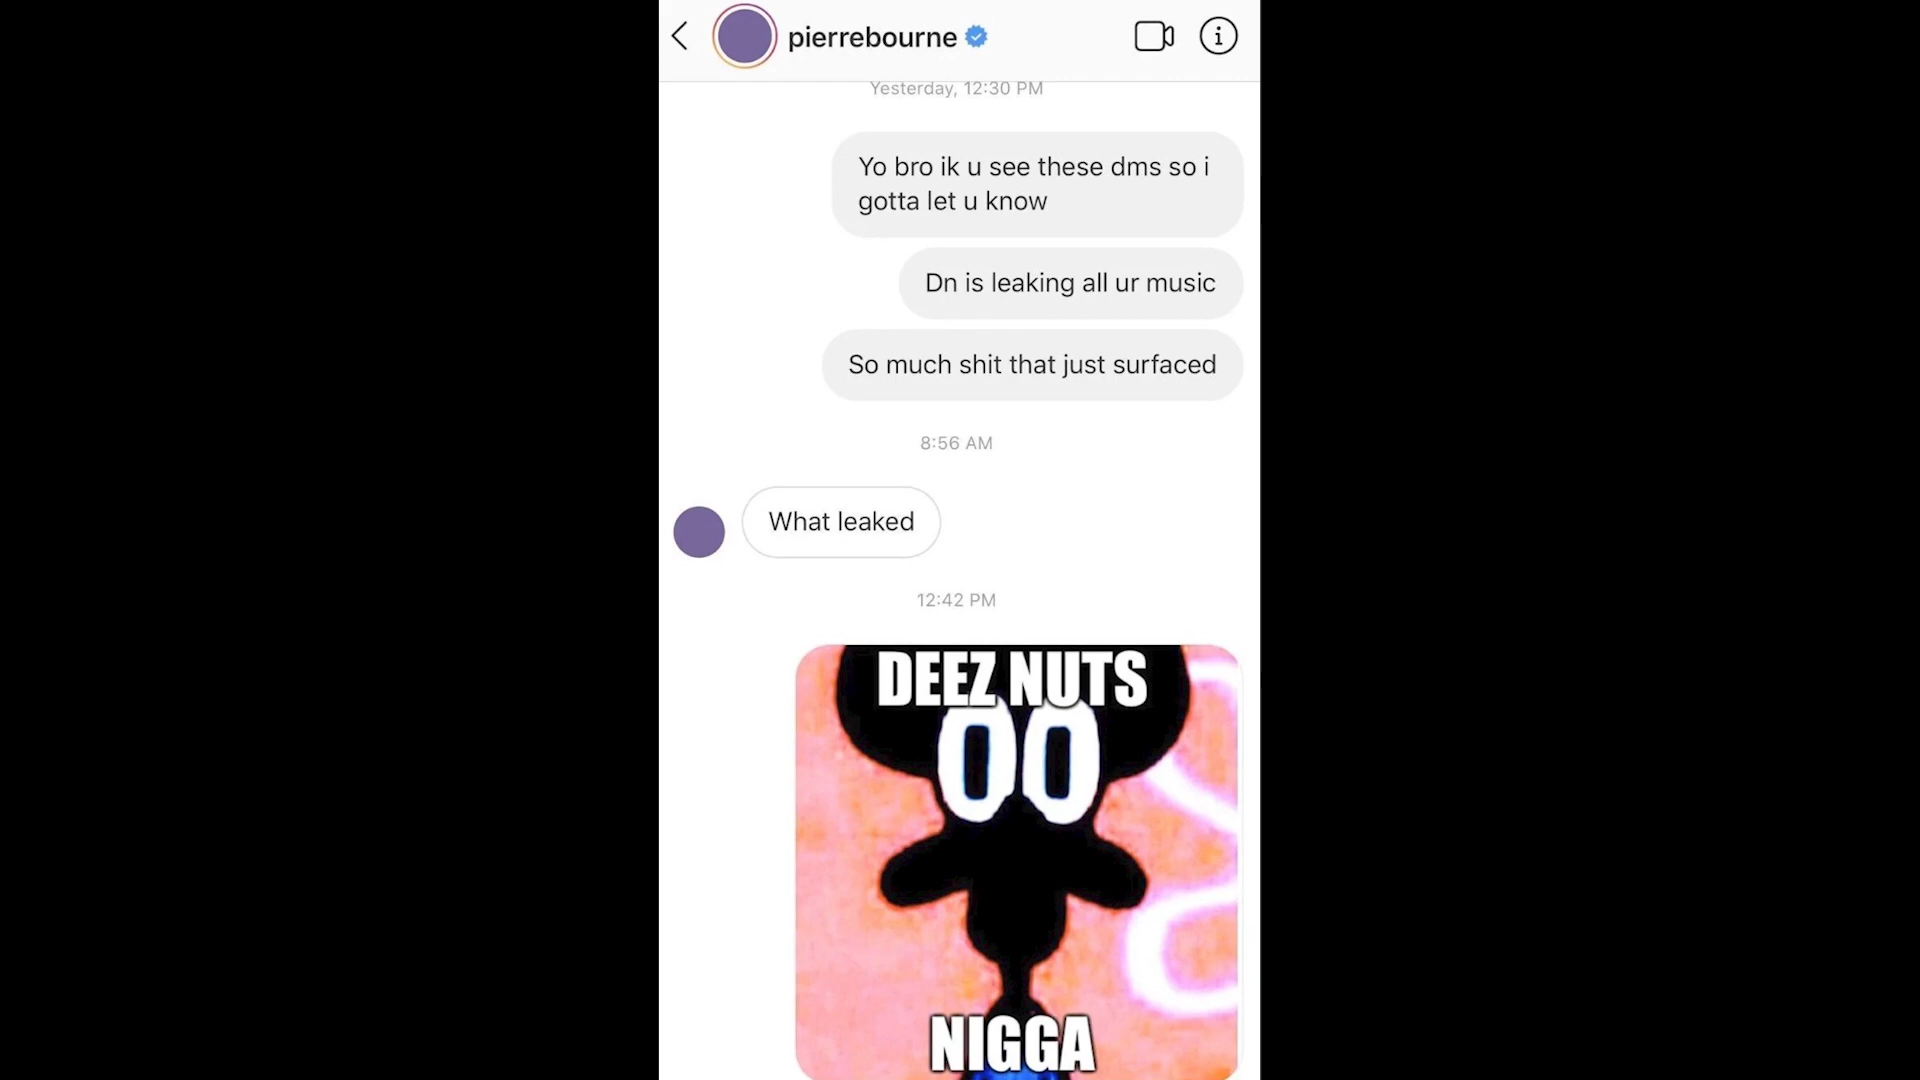 pierrebourne
Yesterday, 12:30 PM
Yo bro ik u see these dms so i
gotta let u know
Dn is leaking all ur music
So much shit that just surfaced
8:56 AM
What leaked
12:42 PM
DEEZ NUTS
NIGGA